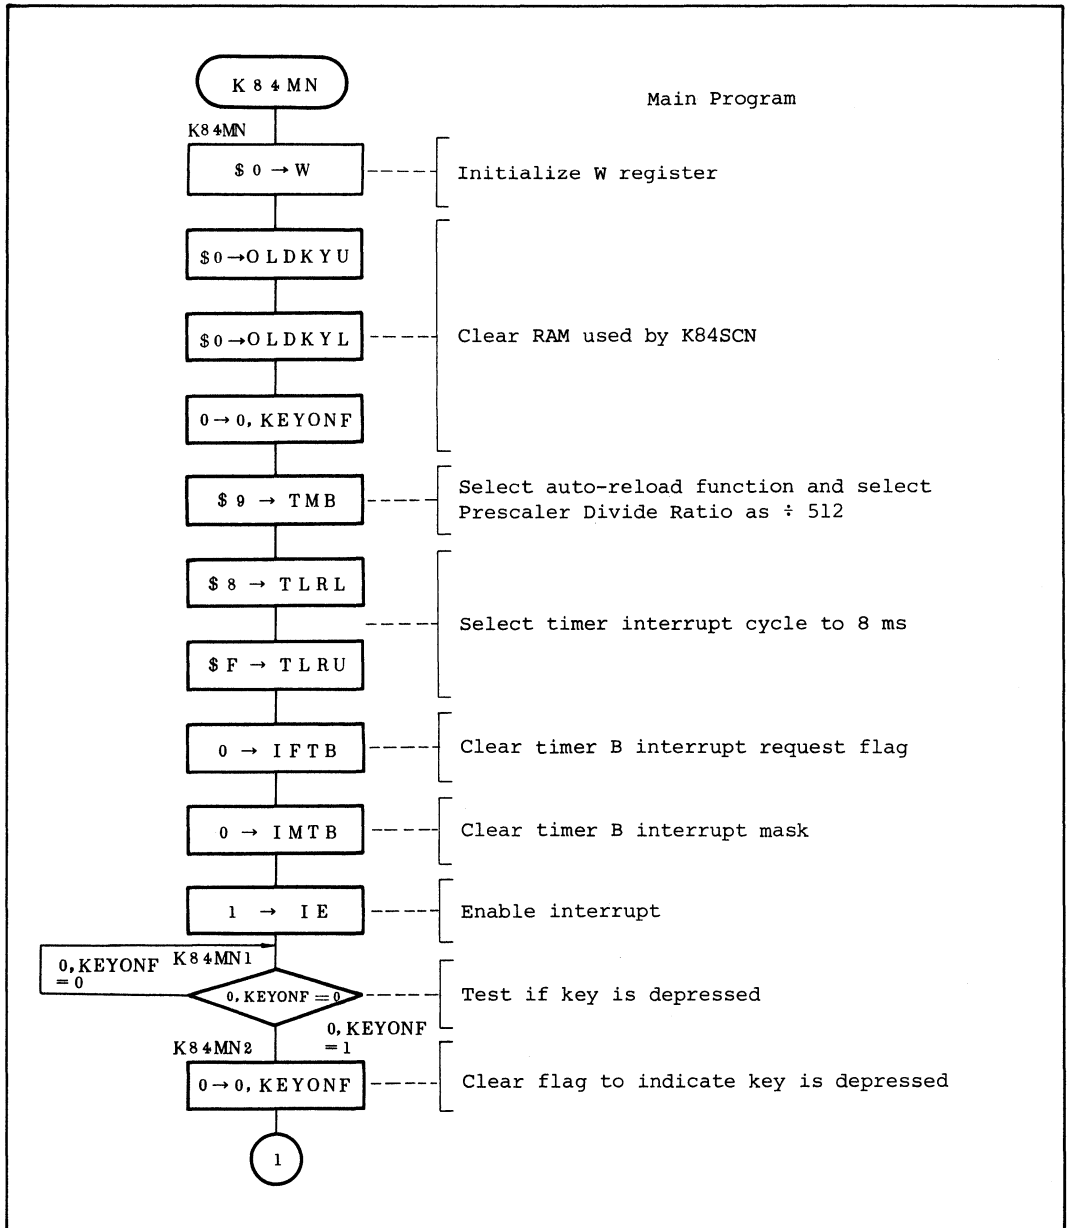 K84MN
Main Program
K84MN
$0 → W
Initialize W register
$0→OLDKYU
$0→OLDKYL
Clear RAM used by K84SCN
0→0, KEYONF
$9 → TMB
Select auto-reload function and select
Prescaler Divide Ratio as ÷ 512
$8 → TLRL
Select timer interrupt cycle to 8 ms
$F → TLRU
0 → IFTB
Clear timer B interrupt request flag
0 → IMTB
Clear timer B interrupt mask
1 → IE
Enable interrupt
K84MN1
0, KEYONF
=0
0, KEYONF=0
Test if key is depressed
0, KEYONF
=1
K84MN2
0→0, KEYONF
Clear flag to indicate key is depressed
1